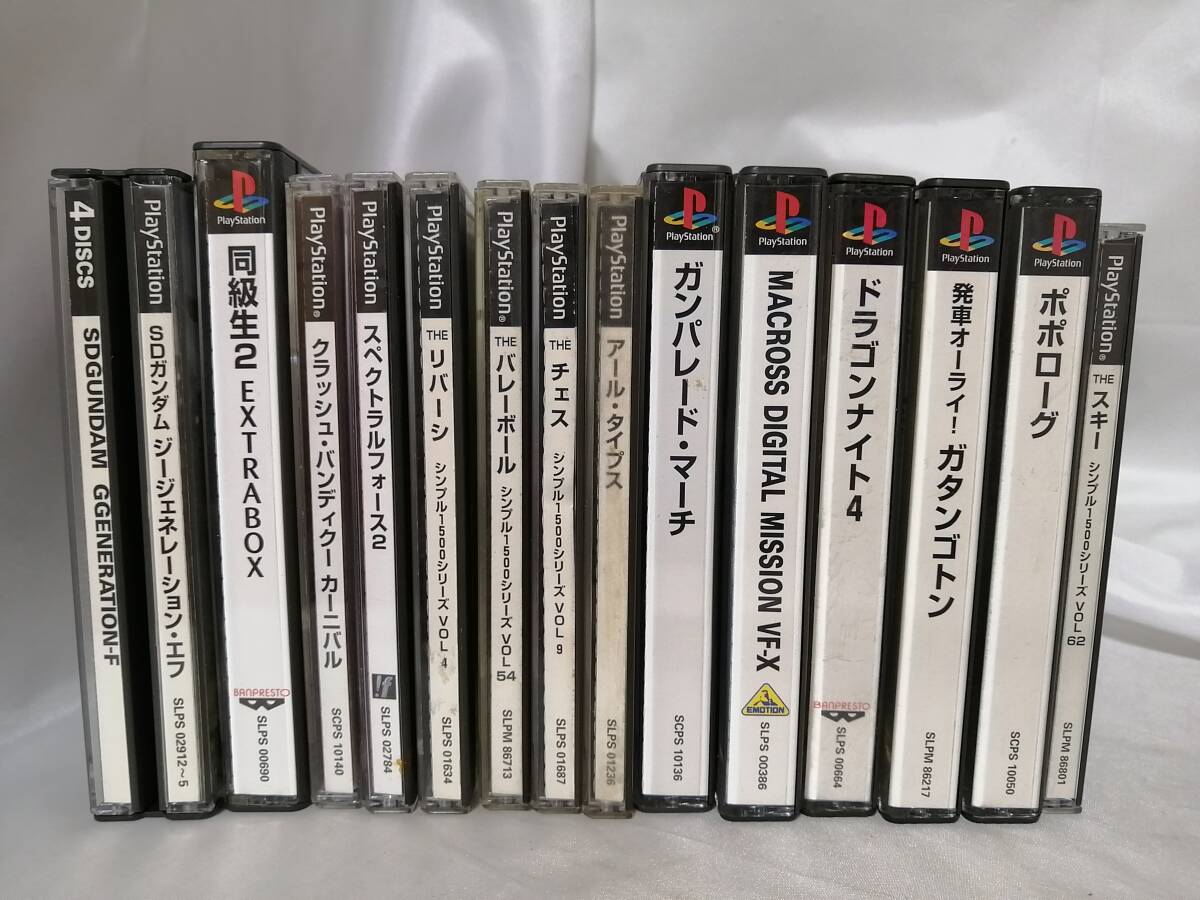 4 DISCS SDGUNDAM GGENERATION-F
PlayStation SDガンダム ジージェネレーション・エフ SLPS 02912~5
PlayStation 同級生2 EXTRABOX BANPRESTO SLPS 00690
PlayStation® クラッシュ・バンディクー カーニバル SCPS 10140
PlayStation スペクトラルフォース2 !f SLPS 02784
PlayStation THE リバーシ シンプル1500シリーズ VOL 4 SLPS 01634
PlayStation® THE バレーボール シンプル1500シリーズ VOL 54 SLPM 86713
PlayStation THE チェス シンプル1500シリーズ VOL 9 SLPS 01687
PlayStation アール・タイプス SLPS 01236
PlayStation® ガンパレード・マーチ SCPS 10136
PlayStation MACROSS DIGITAL MISSION VF-X EMOTION SLPS 00386
PlayStation ドラゴンナイト4 BANPRESTO SLPS 00664
PlayStation 発車オーライ! ガタンゴトン SLPM 86217
PlayStation ポポローグ SCPS 10050
PlayStation® THE スキー シンプル1500シリーズ VOL 62 SLPM 86801